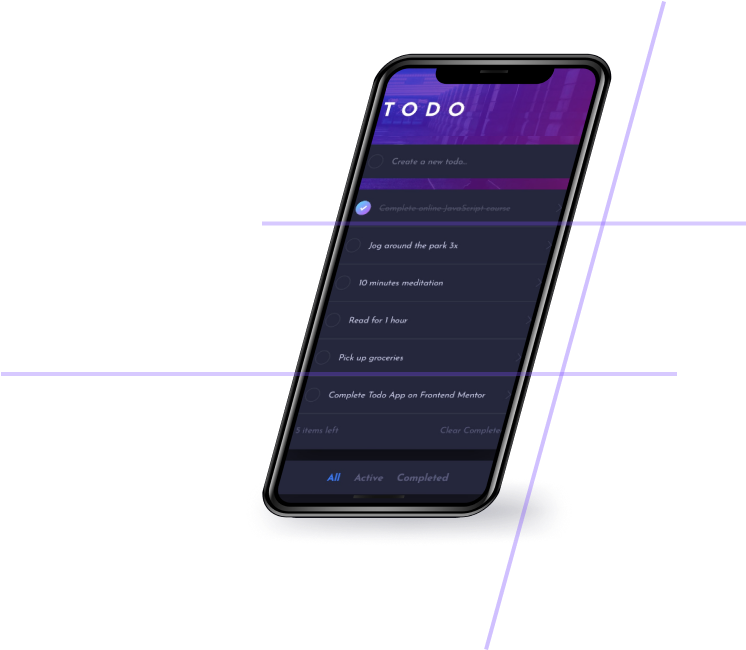 TODO
Create a new todo..
Complete online JavaScript course
Jog around the park 3x
10 minutes meditation
Read for 1 hour
Pick up groceries
Complete Todo App on Frontend Mentor
5 items left Clear Complete
All Active Completed